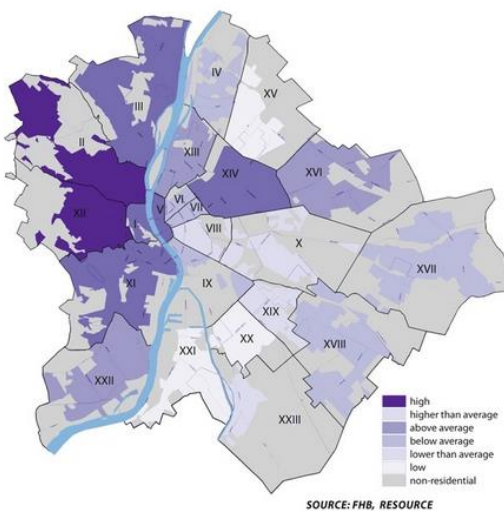 IV
XV
III
II
XIII
XIV
XVI
XII
I
V
VI
VII
VIII
X
XVII
XI
IX
XIX
XX
XVIII
XXI
XXII
XXIII
high
higher than average
above average
below average
lower than average
low
non-residential
SOURCE: FHB, RESOURCE